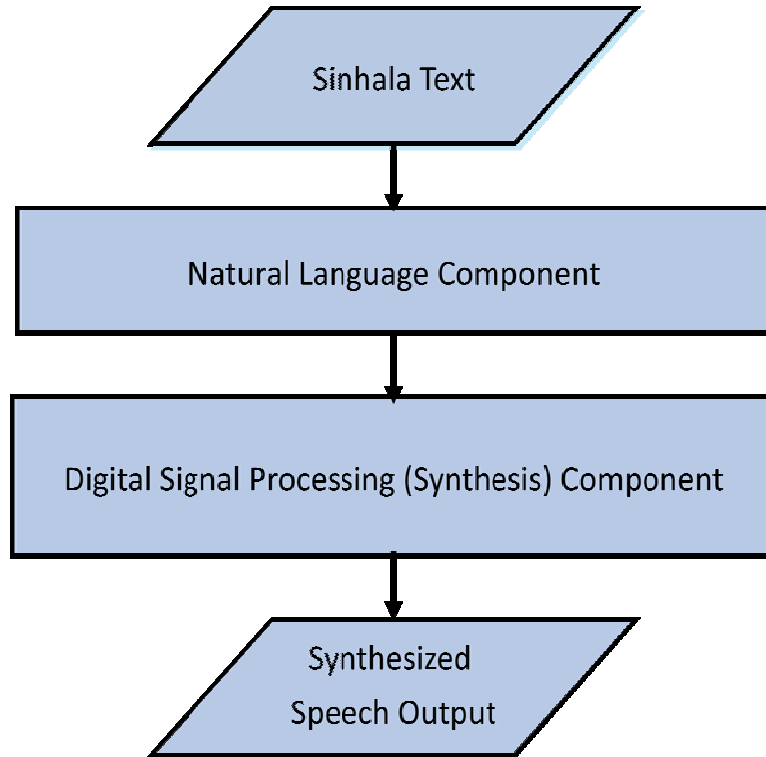 Sinhala Text
Natural Language Component
Digital Signal Processing (Synthesis) Component
Synthesized
Speech Output